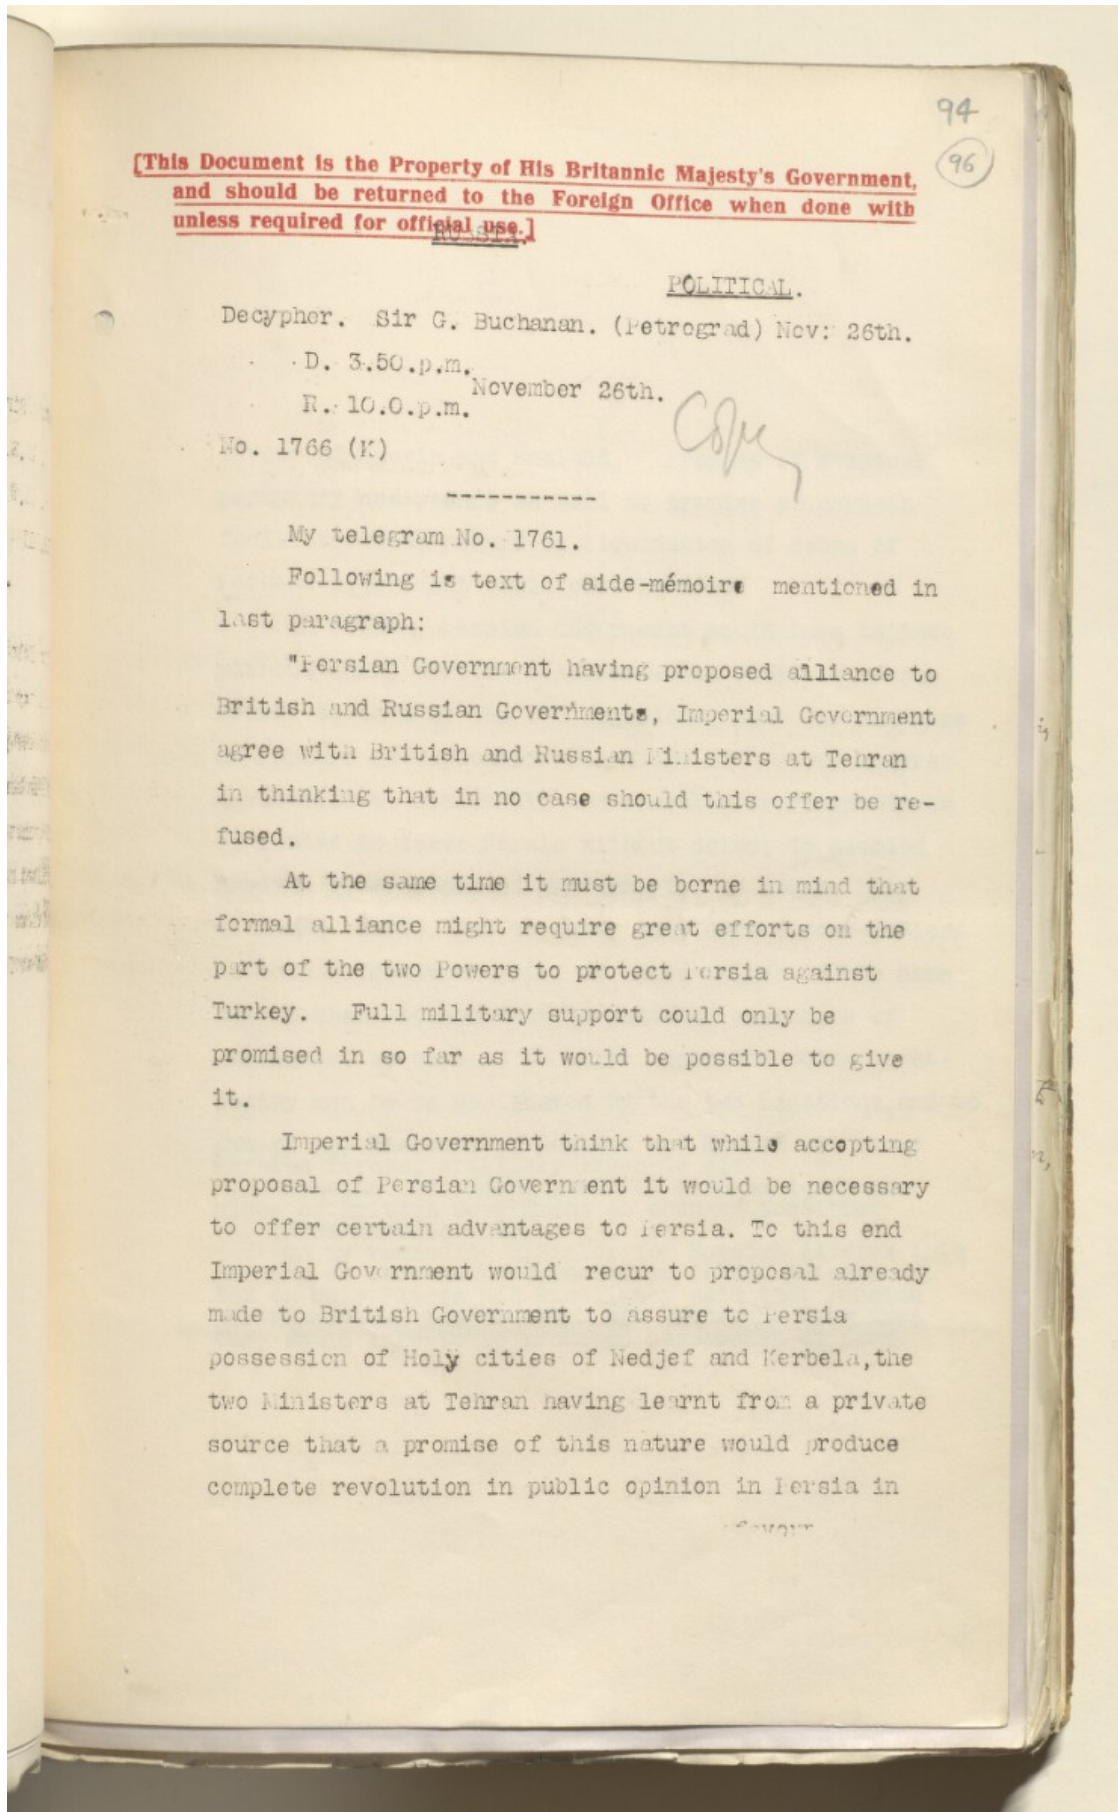 94
96
[This Document is the Property of His Britannic Majesty's Government,
and should be returned to the Foreign Office when done with
unless required for official use.]
RUSSIA.
POLITICAL.
Decypher. Sir G. Buchanan. (Petrograd) Nov: 26th.
D. 3.50.p.m.
November 26th.
R. 10.0.p.m.
Copy
No. 1766 (K)
-----------
My telegram No. 1761.
Following is text of aide-mémoire mentioned in
last paragraph:
"Persian Government having proposed alliance to
British and Russian Governments, Imperial Government
agree with British and Russian Ministers at Tehran
in thinking that in no case should this offer be re-
fused.
At the same time it must be borne in mind that
formal alliance might require great efforts on the
part of the two Powers to protect Persia against
Turkey. Full military support could only be
promised in so far as it would be possible to give
it.
Imperial Government think that while accepting
proposal of Persian Government it would be necessary
to offer certain advantages to Persia. To this end
Imperial Government would recur to proposal already
made to British Government to assure to Persia
possession of Holy cities of Nedjef and Kerbela,the
two Ministers at Tehran having learnt from a private
source that a promise of this nature would produce
complete revolution in public opinion in Persia in
favour